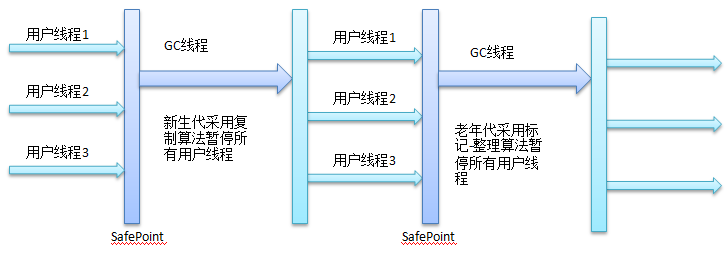 用户线程1
GC线程
用户线程2
新生代采用复
制算法暂停所
有用户线程
用户线程3
SafePoint
用户线程1
GC线程
用户线程2
老年代采用标
记-整理算法暂
停所有用户线
程
用户线程3
SafePoint